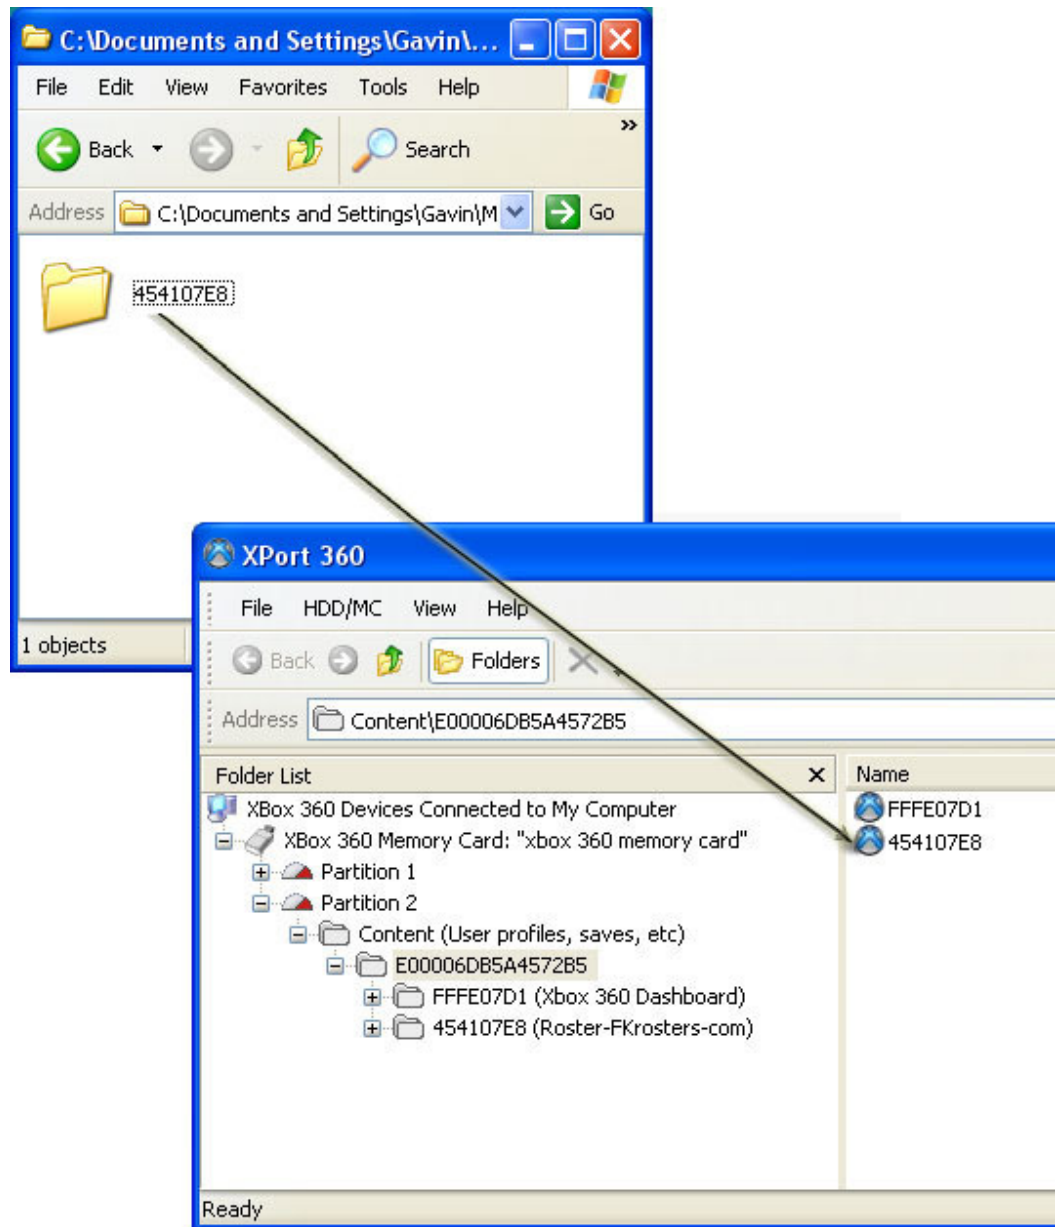 C:\Documents and Settings\Gavin\...
File Edit View Favorites Tools Help
Back Search »
Address C:\Documents and Settings\Gavin\M Go
454107E8
1 objects
XPort 360
File HDD/MC View Help
Back Folders
Address Content\E00006DB5A4572B5
Folder List Name
XBox 360 Devices Connected to My Computer
XBox 360 Memory Card: "xbox 360 memory card"
Partition 1
Partition 2
Content (User profiles, saves, etc)
E00006DB5A4572B5
FFFE07D1 (Xbox 360 Dashboard)
454107E8 (Roster-FKrosters-com)
FFFE07D1
454107E8
Ready